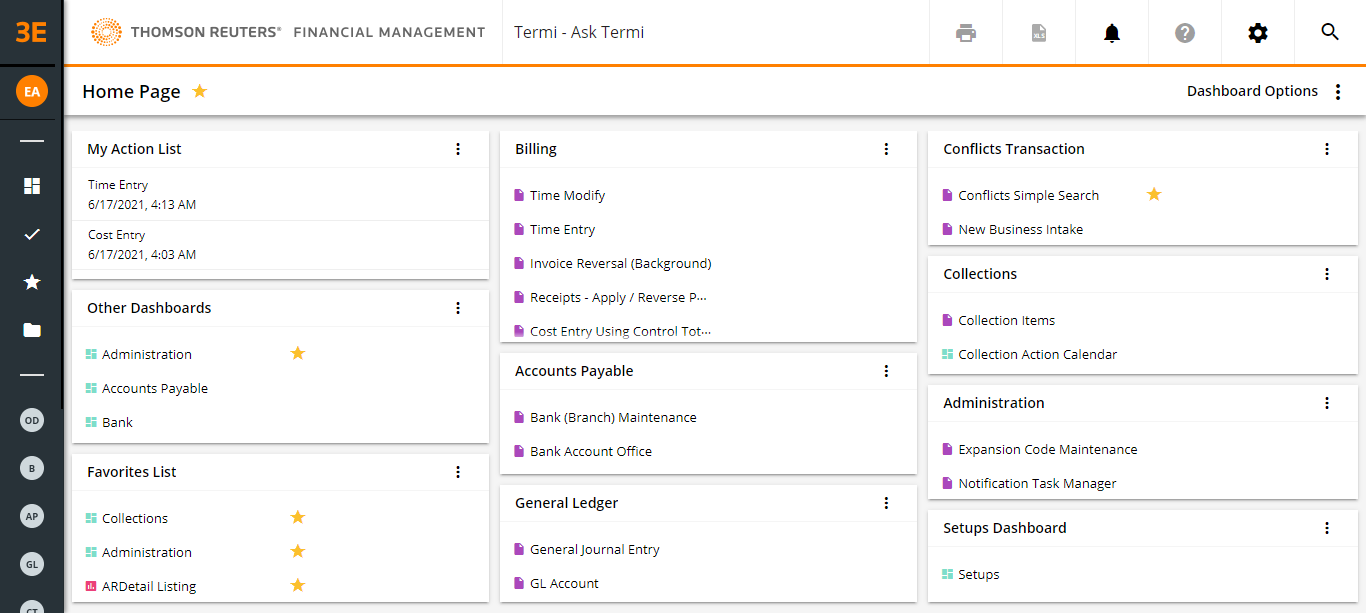 3E
THOMSON REUTERS® FINANCIAL MANAGEMENT
Termi - Ask Termi
XLS
EA
Home Page
Dashboard Options
My Action List
Time Entry
6/17/2021, 4:13 AM
Cost Entry
6/17/2021, 4:03 AM
Other Dashboards
Administration
Accounts Payable
Bank
Favorites List
Collections
Administration
ARDetail Listing
Billing
Time Modify
Time Entry
Invoice Reversal (Background)
Receipts - Apply / Reverse P...
Cost Entry Using Control Tot...
Accounts Payable
Bank (Branch) Maintenance
Bank Account Office
General Ledger
General Journal Entry
GL Account
Conflicts Transaction
Conflicts Simple Search
New Business Intake
Collections
Collection Items
Collection Action Calendar
Administration
Expansion Code Maintenance
Notification Task Manager
Setups Dashboard
Setups
OD
B
AP
GL
CT